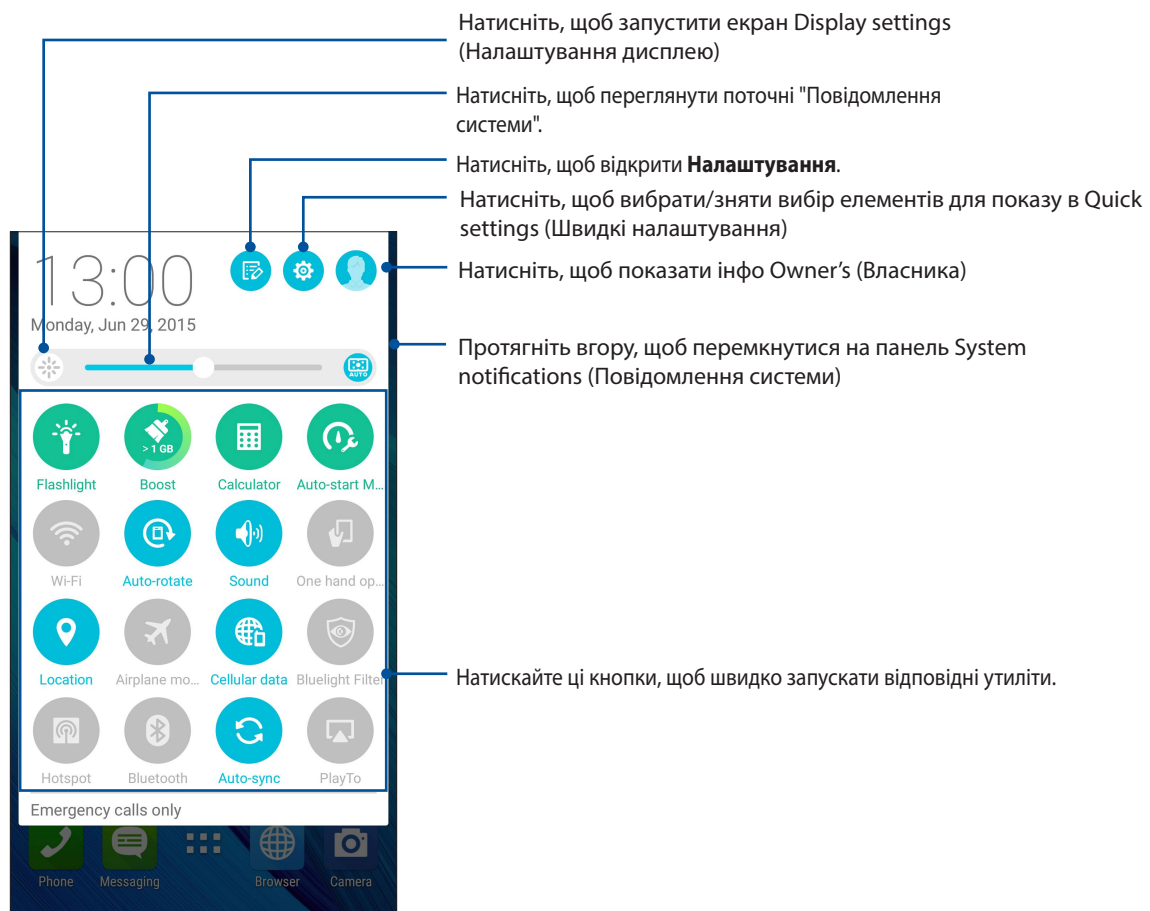 Натисніть, щоб запустити екран Display settings
(Налаштування дисплею)
Натисніть, щоб переглянути поточні "Повідомлення
системи".
Натисніть, щоб відкрити Налаштування.
Натисніть, щоб вибрати/зняти вибір елементів для показу в Quick
settings (Швидкі налаштування)
Натисніть, щоб показати інфо Owner's (Власника)
Протягніть вгору, щоб перемкнутися на панель System
notifications (Повідомлення системи)
Натискайте ці кнопки, щоб швидко запускати відповідні утиліти.
13:00
Monday, Jun 29, 2015
AUTO
> 1 GB
Flashlight Boost Calculator Auto-start M...
Wi-Fi Auto-rotate Sound One hand op...
Location Airplane mo... Cellular data Bluelight Filter
Hotspot Bluetooth Auto-sync PlayTo
Emergency calls only
Phone Messaging Browser Camera